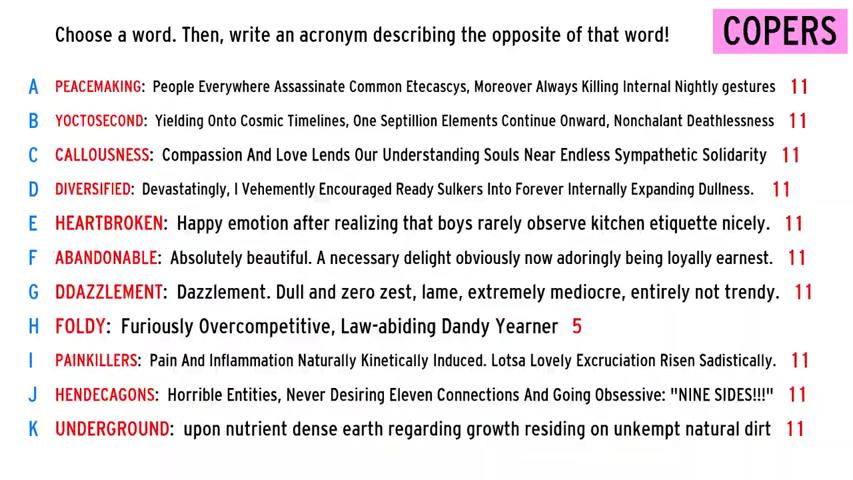 Choose a word. Then, write an acronym describing the opposite of that word!
COPERS
A PEACEMAKING: People Everywhere Assassinate Common Etecascys, Moreover Always Killing Internal Nightly gestures 11
B YOCTOSECOND: Yielding Onto Cosmic Timelines, One Septillion Elements Continue Onward, Nonchalant Deathlessness 11
C CALLOUSNESS: Compassion And Love Lends Our Understanding Souls Near Endless Sympathetic Solidarity 11
D DIVERSIFIED: Devastatingly, I Vehemently Encouraged Ready Sulkers Into Forever Internally Expanding Dullness. 11
E HEARTBROKEN: Happy emotion after realizing that boys rarely observe kitchen etiquette nicely. 11
F ABANDONABLE: Absolutely beautiful. A necessary delight obviously now adoringly being loyally earnest. 11
G DDAZZLEMENT: Dazzlement. Dull and zero zest, lame, extremely mediocre, entirely not trendy. 11
H FOLDY: Furiously Overcompetitive, Law-abiding Dandy Yearner 5
I PAINKILLERS: Pain And Inflammation Naturally Kinetically Induced. Lotsa Lovely Excruciation Risen Sadistically. 11
J HENDECAGONS: Horrible Entities, Never Desiring Eleven Connections And Going Obsessive: "NINE SIDES!!!" 11
K UNDERGROUND: upon nutrient dense earth regarding growth residing on unkempt natural dirt 11